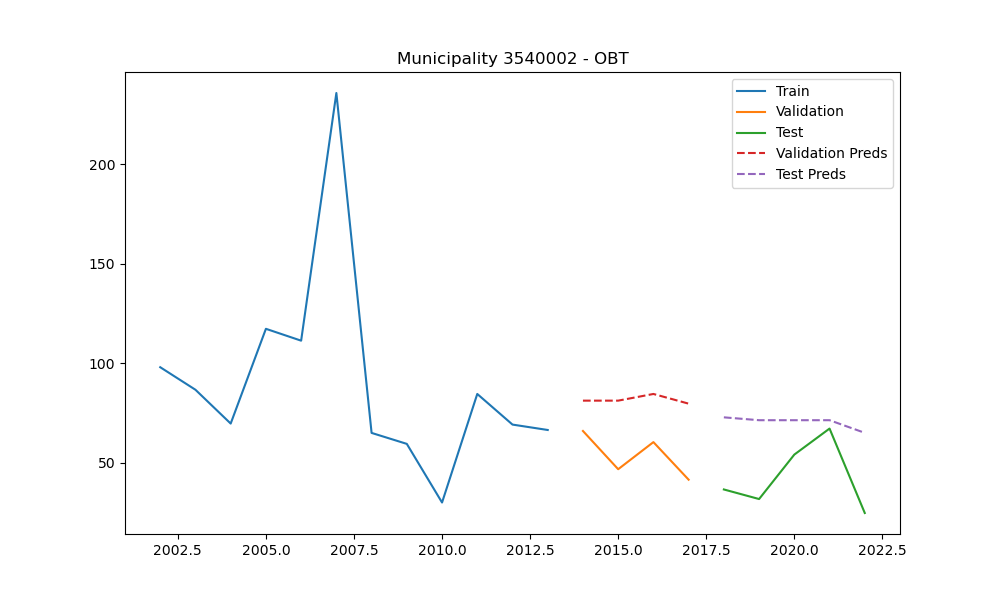 Municipality 3540002 - OBT
Train
Validation
Test
Validation Preds
Test Preds
200
150
100
50
2002.5 2005.0 2007.5 2010.0 2012.5 2015.0 2017.5 2020.0 2022.5